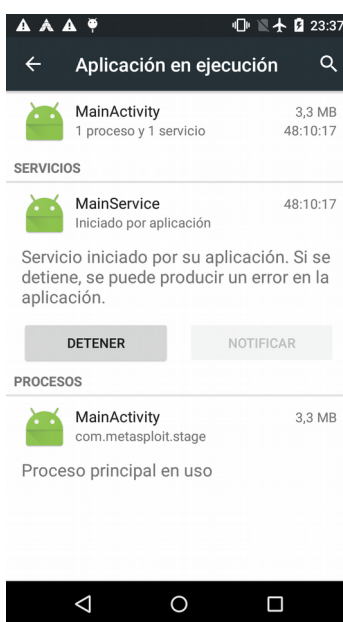 23:37
Aplicación en ejecución
MainActivity 3,3 MB
1 proceso y 1 servicio 48:10:17
SERVICIOS
MainService 48:10:17
Iniciado por aplicación
Servicio iniciado por su aplicación. Si se
detiene, se puede producir un error en la
aplicación.
DETENER NOTIFICAR
PROCESOS
MainActivity 3,3 MB
com.metasploit.stage
Proceso principal en uso